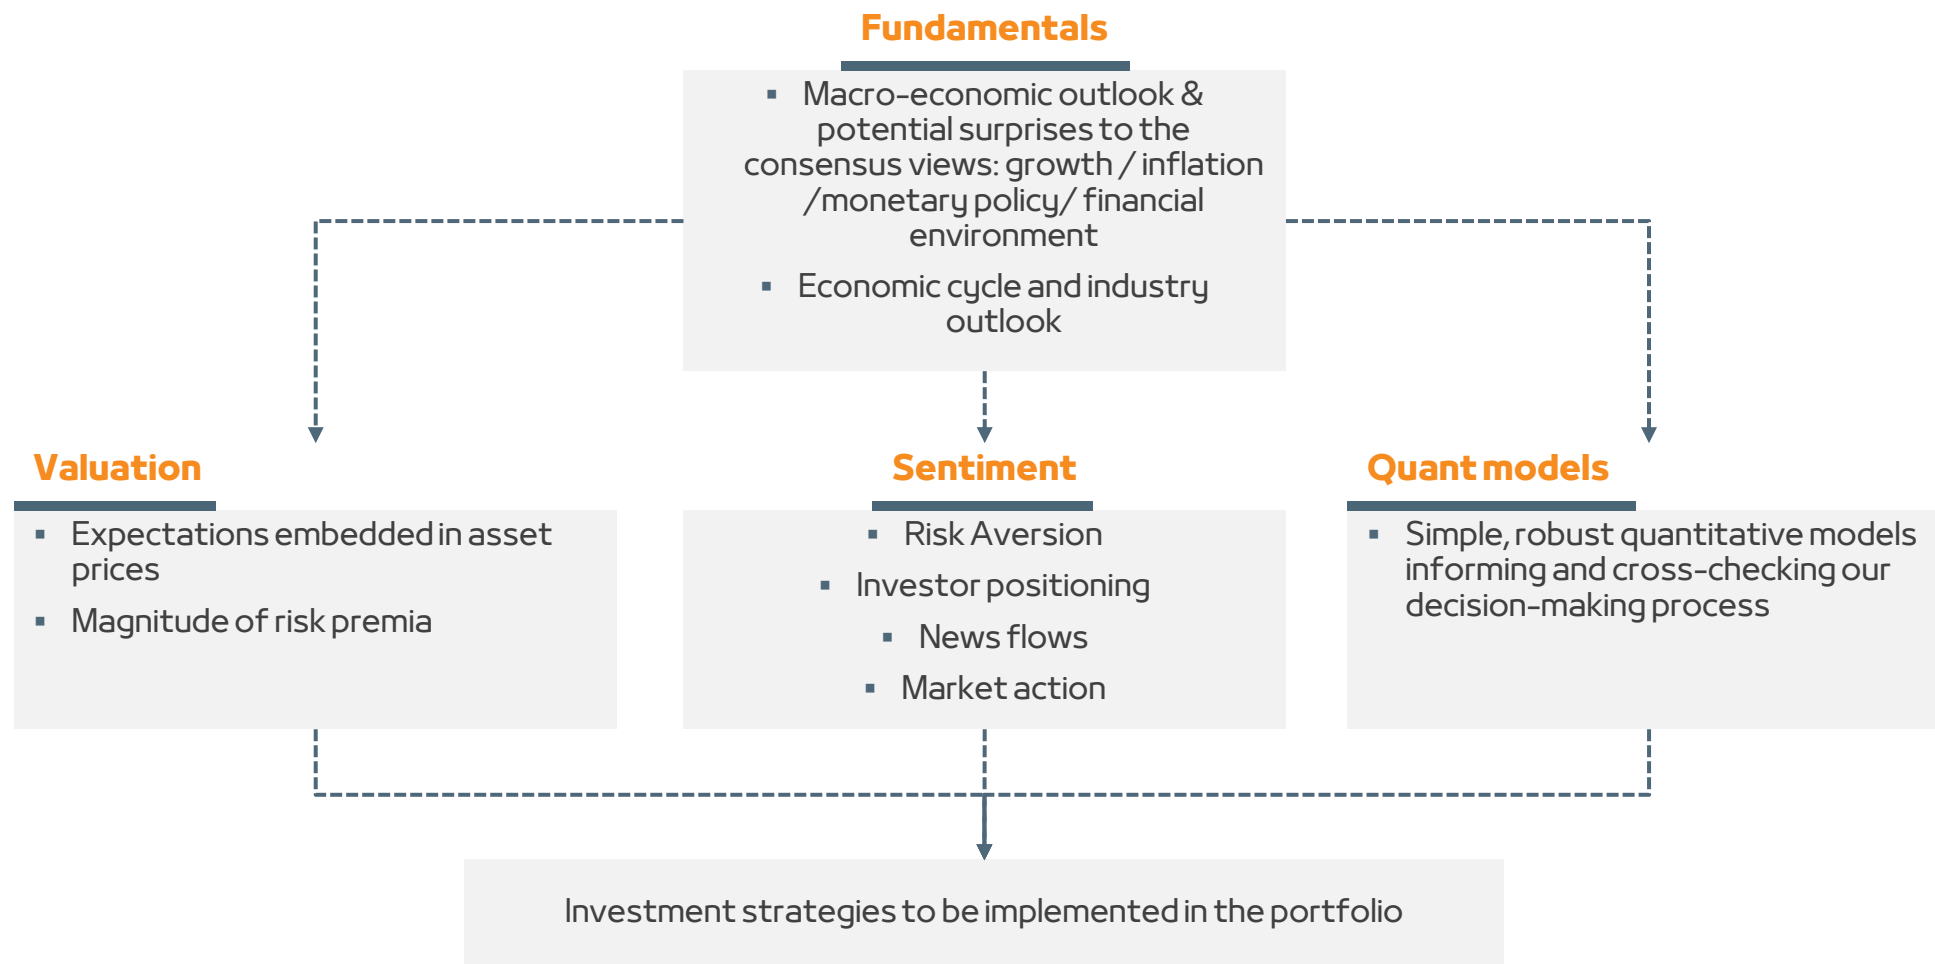 Fundamentals
▪ Macro-economic outlook &
potential surprises to the
consensus views: growth / inflation
/monetary policy/ financial
environment
▪ Economic cycle and industry
outlook
Valuation
▪ Expectations embedded in asset
prices
▪ Magnitude of risk premia
Sentiment
▪ Risk Aversion
▪ Investor positioning
▪ News flows
▪ Market action
Quant models
▪ Simple, robust quantitative models
informing and cross-checking our
decision-making process
Investment strategies to be implemented in the portfolio